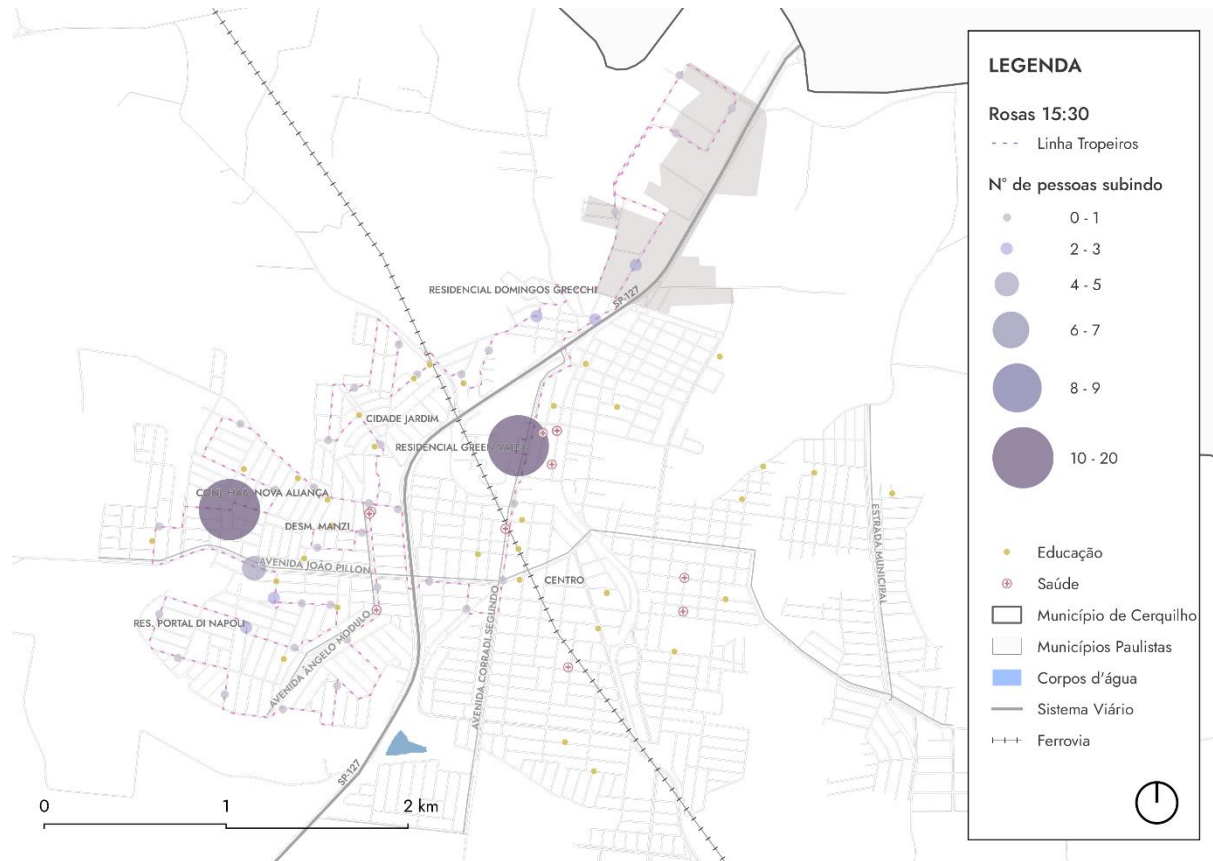 LEGENDA
Rosas 15:30
Linha Tropeiros
N° de pessoas subindo
0 - 1
2 - 3
4 - 5
6 - 7
8 - 9
10 - 20
Educação
Saúde
Município de Cerquilho
Municípios Paulistas
Corpos d'água
Sistema Viário
Ferrovia
RESIDENCIAL DOMINGOS GRECCHI
SP-127
CIDADE JARDIM
RESIDENCIAL GREEN VALEY
CONJ. HAB. NOVA ALIANÇA
DESM. MANZI
AVENIDA JOÃO PILLON
CENTRO
ESTRADA MUNICIPAL
RES. PORTAL DI NAPOLI
AVENIDA ÂNGELO MODULO
AVENIDA CORRADI SEGUNDO
SP-127
0 1 2 km